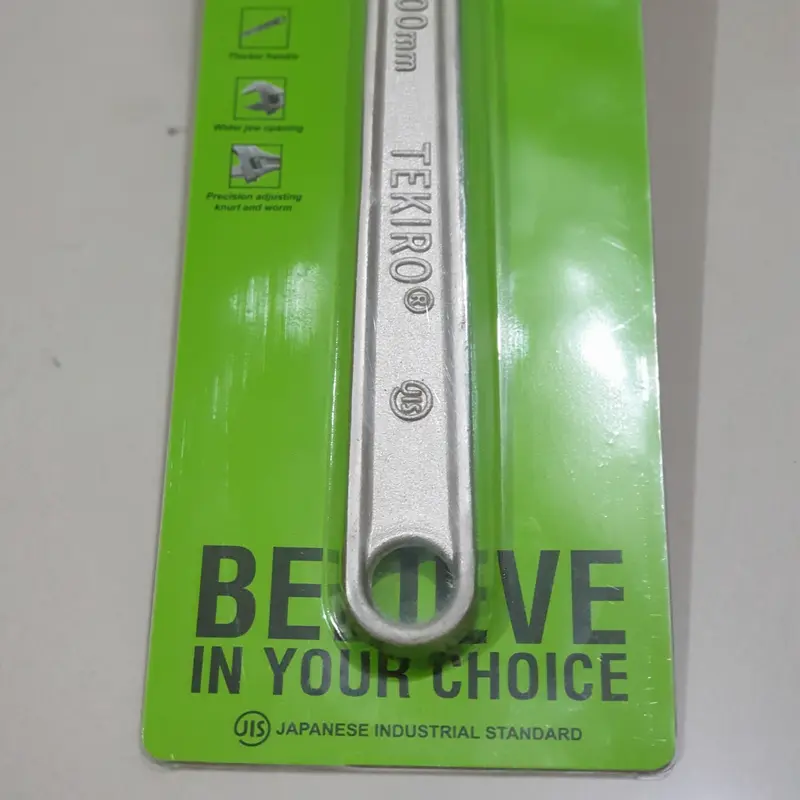 Thicker handle
Wider jaw opening
Precision adjusting
knurl and worm
00mm
TEKIRO®
JIS
BELIEVE
IN YOUR CHOICE
JIS JAPANESE INDUSTRIAL STANDARD